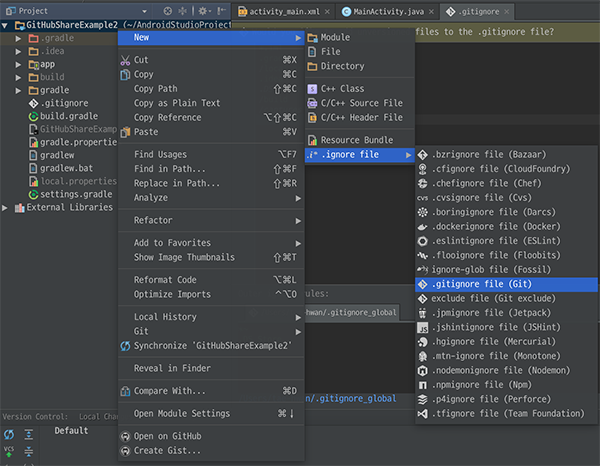 Project
activity_main.xml
MainActivity.java
.gitignore
GitHubShareExample2 (~/AndroidStudioProject
files to the .gitignore file?
.gradle
.idea
app
build
gradle
.gitignore
build.gradle
GitHubShareExamp
gradle.properties
gradlew
gradlew.bat
local.properties
settings.gradle
External Libraries
New
Cut ⌘X
Copy ⌘C
Copy Path ⇧⌘C
Copy as Plain Text
Copy Reference ⌥⇧⌘C
Paste ⌘V
Find Usages ⌥F7
Find in Path... ⇧⌘F
Replace in Path... ⇧⌘R
Analyze
Refactor
Add to Favorites
Show Image Thumbnails ⇧⌘T
Reformat Code ⌥⌘L
Optimize Imports ^⌥O
Local History
Git
Synchronize 'GitHubShareExample2'
Reveal in Finder
Compare With... ⌘D
Open Module Settings ⌘↓
Open on GitHub
Create Gist...
Module
File
Directory
C++ Class
C/C++ Source File
C/C++ Header File
Resource Bundle
.ignore file
.bzrignore file (Bazaar)
.cfignore file (CloudFoundry)
.chefignore file (Chef)
.cvsignore file (Cvs)
.boringignore file (Darcs)
.dockerignore file (Docker)
.eslintignore file (ESLint)
.flooignore file (Floobits)
ignore-glob file (Fossil)
.gitignore file (Git)
exclude file (Git exclude)
.jpmignore file (Jetpack)
.jshintignore file (JSHint)
.hgignore file (Mercurial)
.mtn-ignore file (Monotone)
.nodemonignore file (Nodemon)
.npmignore file (Npm)
.p4ignore file (Perforce)
.tfignore file (Team Foundation)
rules:
hwan/.gitignore_global
an/.gitignore_global
Version Control: Local Chan
Default
VCS